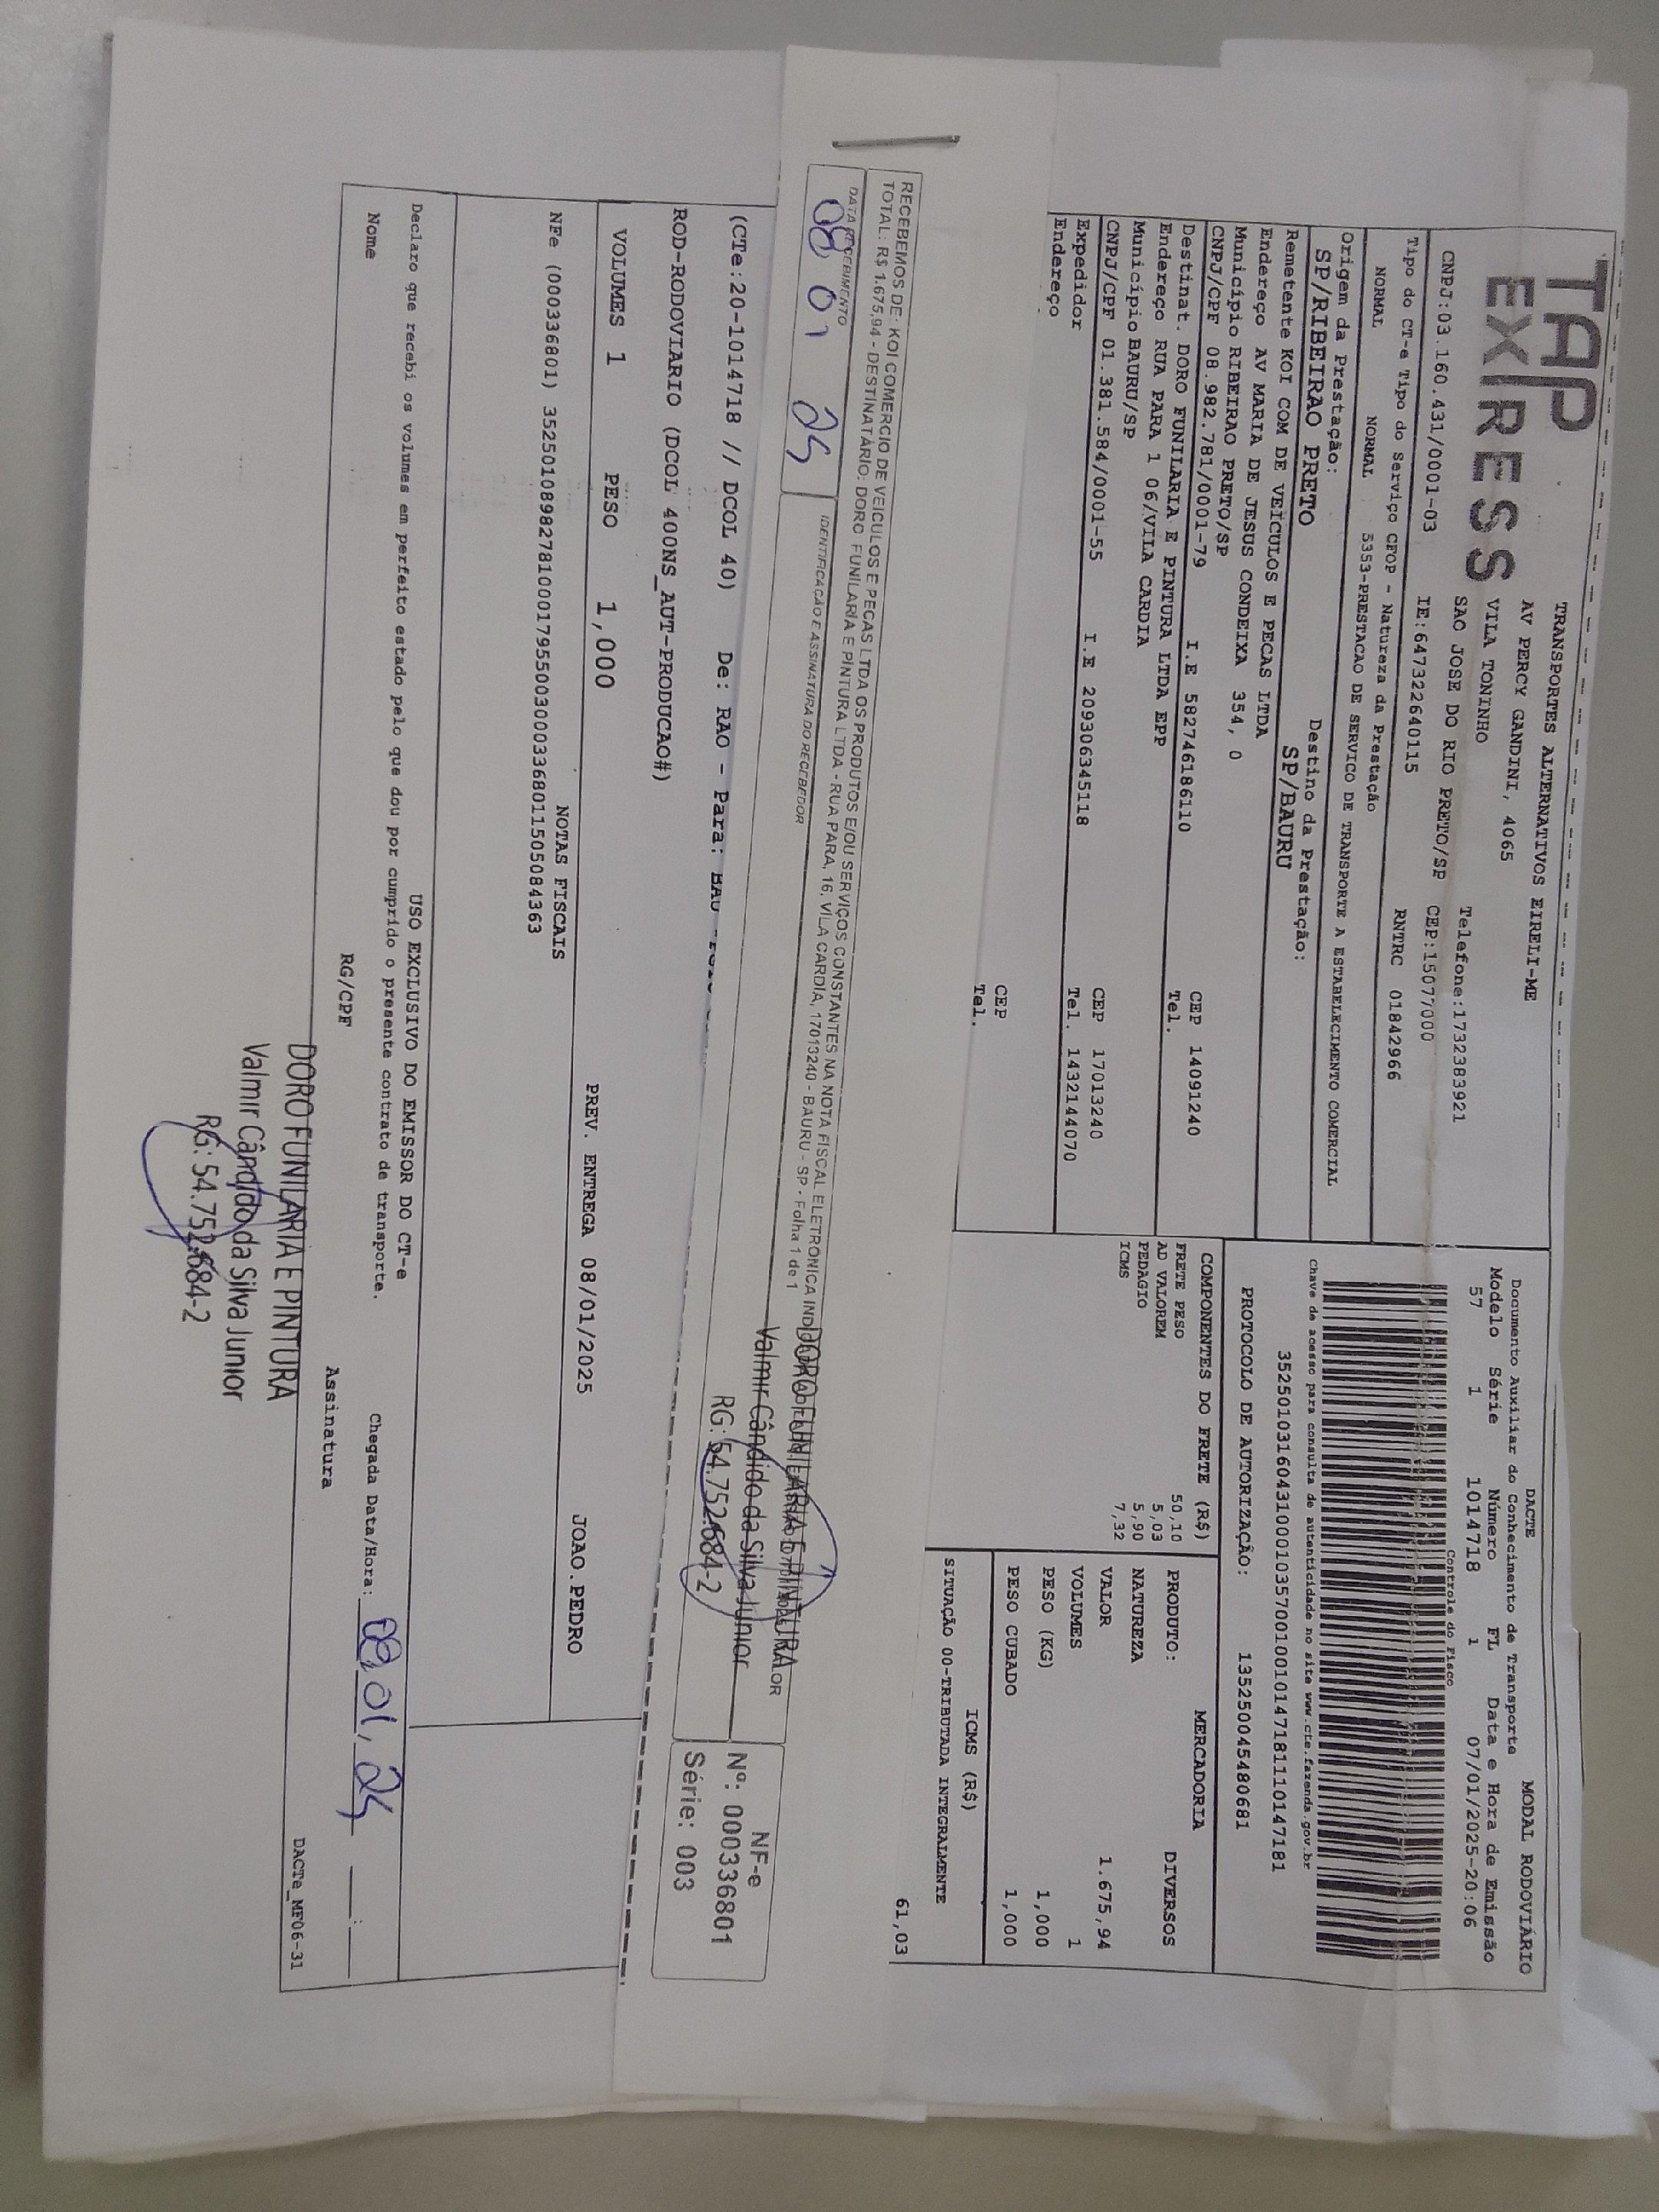 TAP EXPRESS
TRANSPORTES ALTERNATIVOS EIRELI-ME
AV PERCY GANDINI, 4065
VILA TONINHO
SAO JOSE DO RIO PRETO/SP CEP:15077000
CNPJ:03.160.431/0001-03 IE:647322640115
Telefone:1732383921
Tipo do CT-e Tipo do Serviço CFOP - Natureza da Prestação RNTRC 01842966
NORMAL NORMAL 5353-PRESTACAO DE SERVICO DE TRANSPORTE A ESTABELECIMENTO COMERCIAL
Origem da Prestação: Destino da Prestação:
SP/RIBEIRAO PRETO SP/BAURU
Remetente KOI COM DE VEICULOS E PECAS LTDA
Endereço AV MARIA DE JESUS CONDEIXA 354, 0
Município RIBEIRAO PRETO/SP CEP 14091240
CNPJ/CPF 08.982.781/0001-79 I.E 582746186110 Tel.
Destinat. DORO FUNILARIA E PINTURA LTDA EPP
Endereço RUA PARA 1 06/VILA CARDIA
Município BAURU/SP CEP 17013240
CNPJ/CPF 01.381.584/0001-55 I.E 209306345118 Tel. 1432144070
Expedidor
Endereço
CEP
Tel.
DACTE MODAL RODOVIÁRIO
Documento Auxiliar do Conhecimento de Transporte
Modelo Série Número FL Data e Hora de Emissão
57 1 1014718 1 07/01/2025-20:06
Controle do Fisco
Chave de acesso para consulta de autenticidade no site www.cte.fazenda.gov.br
35250103160431000103570010010147181110147181
PROTOCOLO DE AUTORIZAÇÃO: 135250045480681
COMPONENTES DO FRETE (R$)
FRETE PESO 50,10
AD VALOREM 5,03
PEDAGIO 5,90
ICMS 7,32
MERCADORIA
PRODUTO: DIVERSOS
NATUREZA
VALOR 1.675,94
VOLUMES 1
PESO (KG) 1,000
PESO CUBADO 1,000
ICMS (R$)
SITUAÇÃO 00-TRIBUTADA INTEGRALMENTE
61,03
RECEBEMOS DE: KOI COMERCIO DE VEICULOS E PECAS LTDA OS PRODUTOS E/OU SERVIÇOS CONSTANTES NA NOTA FISCAL ELETRÔNICA
TOTAL: R$ 1.675,94 - DESTINATÁRIO: DORO FUNILARIA E PINTURA LTDA - RUA PARA, 16, VILA CARDIA, 17013240 - BAURU - SP - Folha 1 de 1
DATA RECEBIMENTO IDENTIFICAÇÃO E ASSINATURA DO RECEBEDOR
08 01 25
DORO FUNILARIA E PINTURA
Valmir Cândido da Silva Junior
RG: 54.752.684-2
NF-e
Nº: 000336801
Série: 003
(CTe:20-1014718 // DCOL 40) De: RAO - Para: BAU
ROD-RODOVIARIO (DCOL 400NS_AUT-PRODUCAO#)
VOLUMES 1 PESO 1,000 PREV. ENTREGA 08/01/2025 JOAO.PEDRO
NOTAS FISCAIS
NFe (000336801) 35250108982781000179550030003368011505084363
USO EXCLUSIVO DO EMISSOR DO CT-e
Declaro que recebi os volumes em perfeito estado pelo que dou por cumprido o presente contrato de transporte.
Chegada Data/Hora: 08,01,25
Nome RG/CPF Assinatura
DACTe_MF06-31
DORO FUNILARIA E PINTURA
Valmir Cândido da Silva Junior
RG: 54.752.684-2